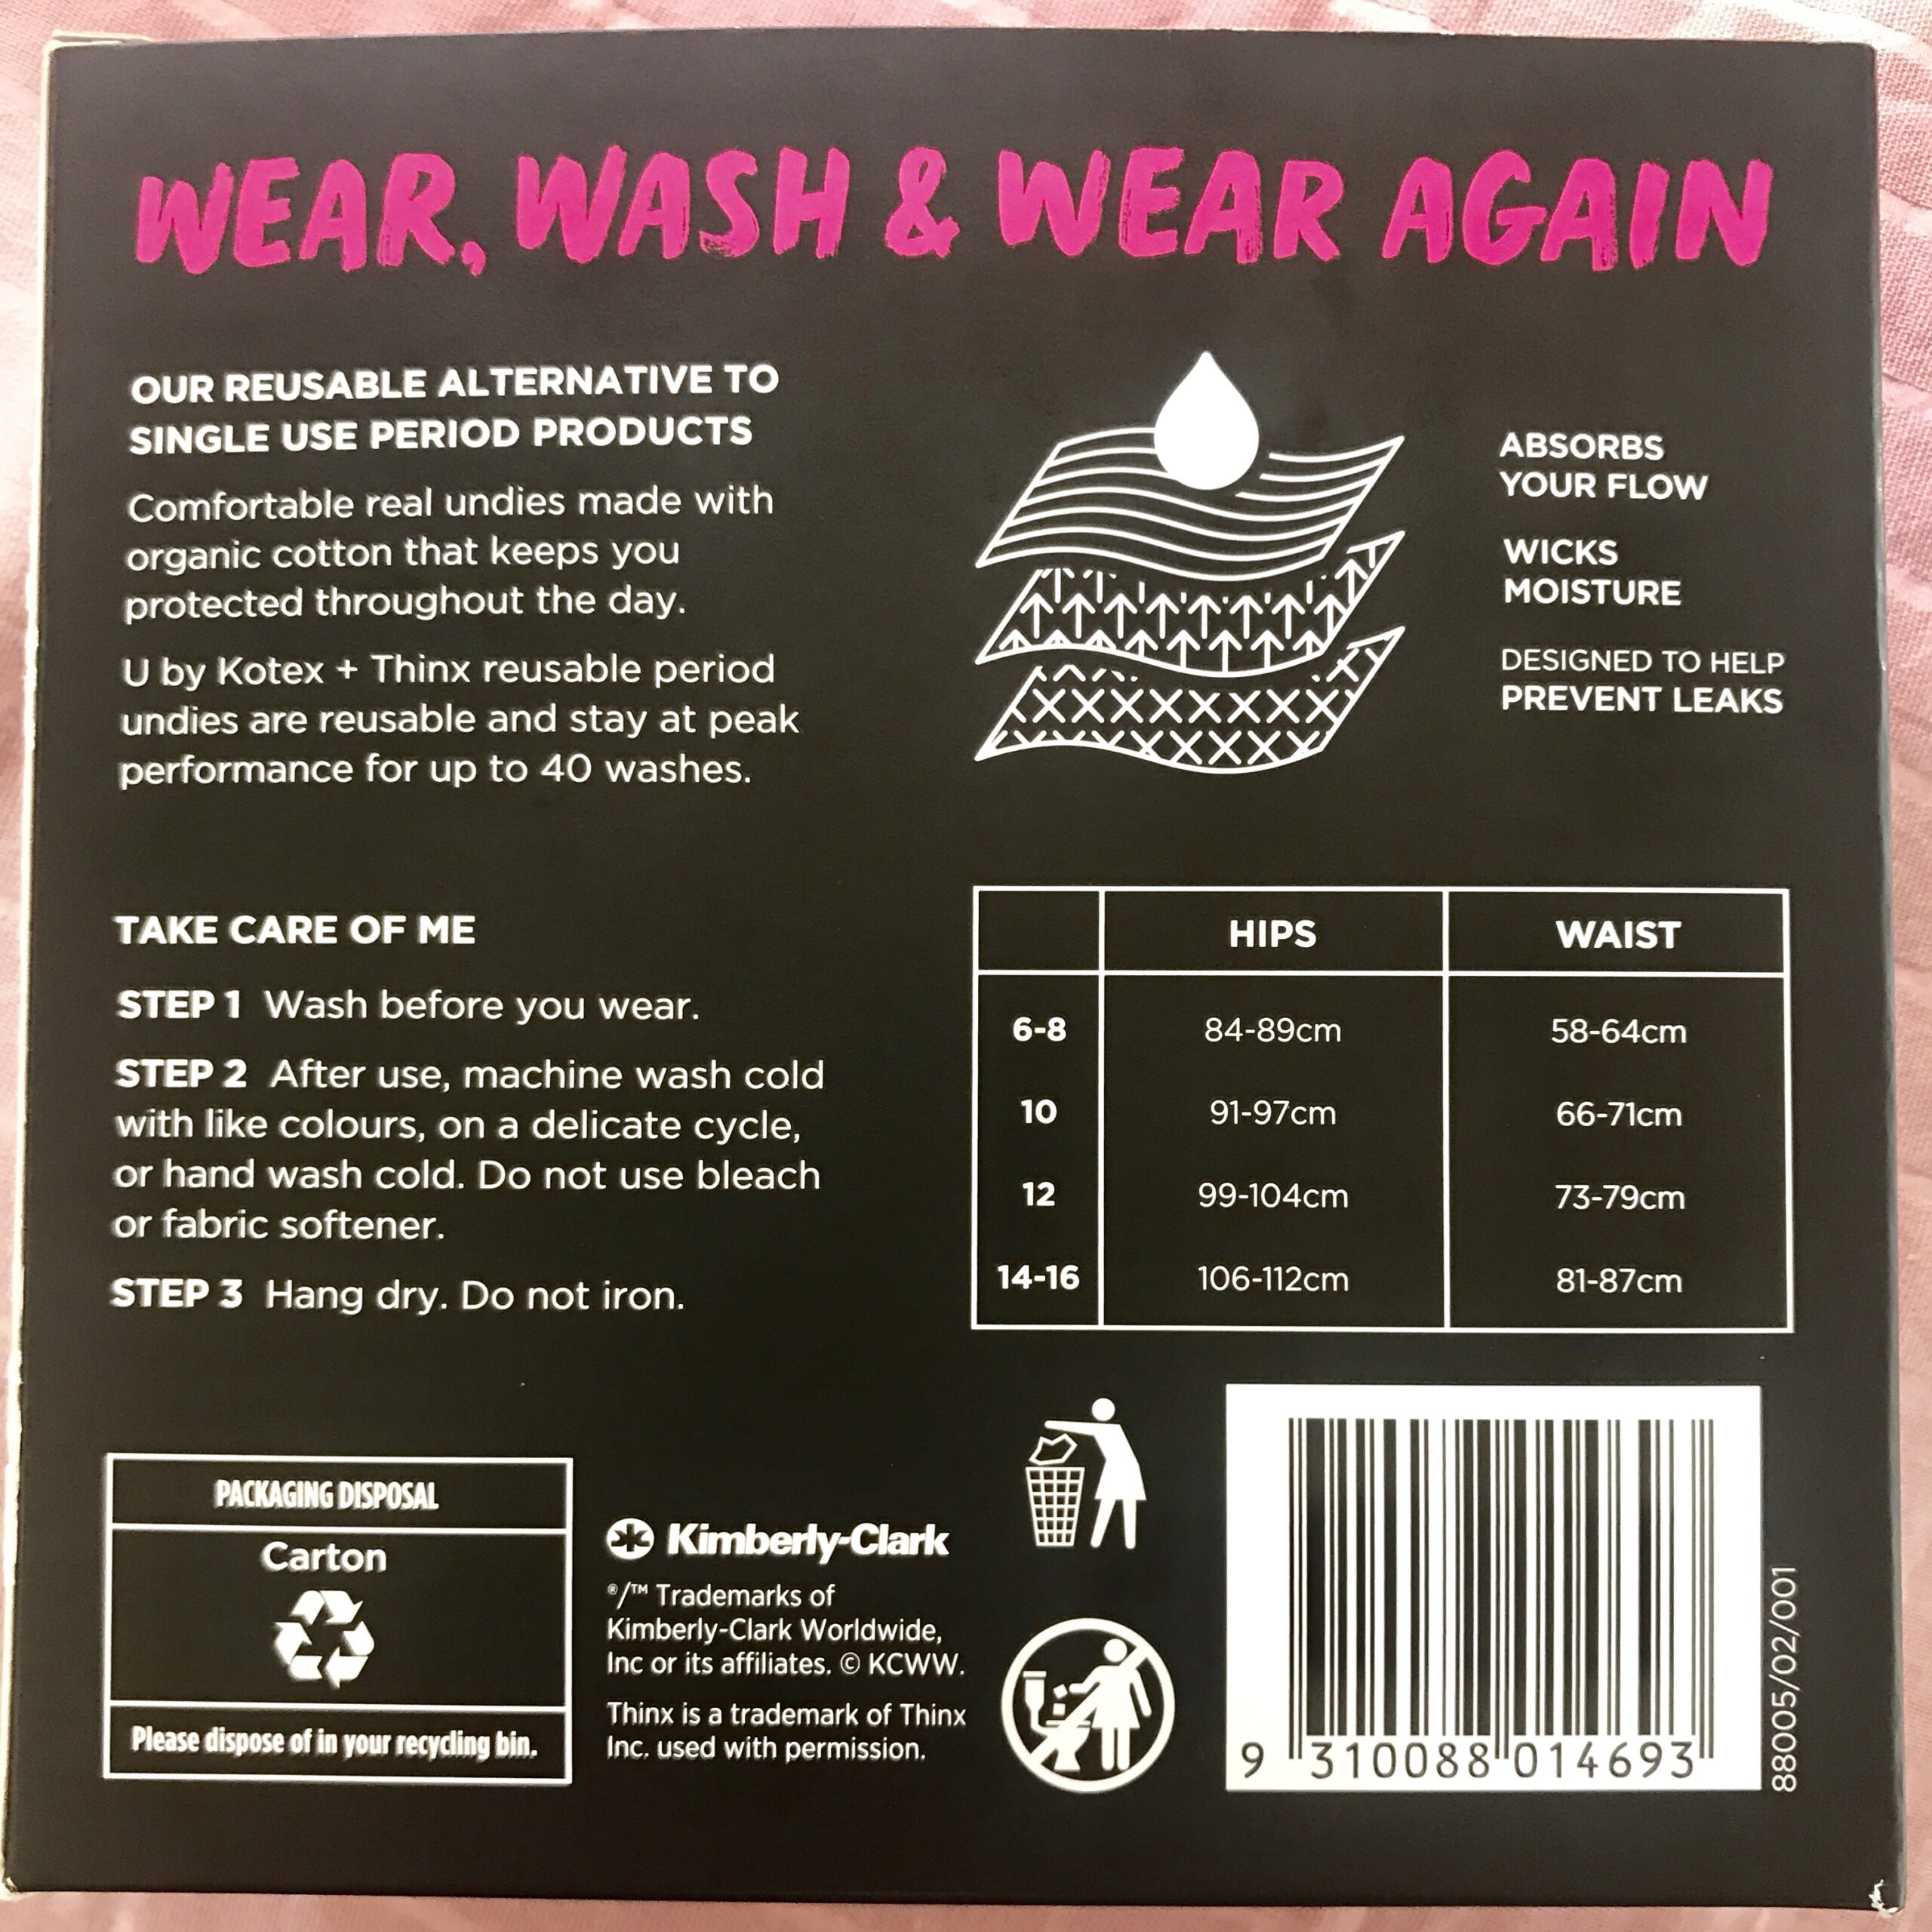 WEAR, WASH & WEAR AGAIN
OUR REUSABLE ALTERNATIVE TO
SINGLE USE PERIOD PRODUCTS
Comfortable real undies made with
organic cotton that keeps you
protected throughout the day.
U by Kotex + Thinx reusable period
undies are reusable and stay at peak
performance for up to 40 washes.
ABSORBS
YOUR FLOW
WICKS
MOISTURE
DESIGNED TO HELP
PREVENT LEAKS
TAKE CARE OF ME
STEP 1 Wash before you wear.
STEP 2 After use, machine wash cold
with like colours, on a delicate cycle,
or hand wash cold. Do not use bleach
or fabric softener.
STEP 3 Hang dry. Do not iron.
HIPS WAIST
6-8 84-89cm 58-64cm
10 91-97cm 66-71cm
12 99-104cm 73-79cm
14-16 106-112cm 81-87cm
PACKAGING DISPOSAL
Carton
Please dispose of in your recycling bin.
Kimberly-Clark
®/™ Trademarks of
Kimberly-Clark Worldwide,
Inc or its affiliates. © KCWW.
Thinx is a trademark of Thinx
Inc. used with permission.
9 310088 014693
88005/02/001